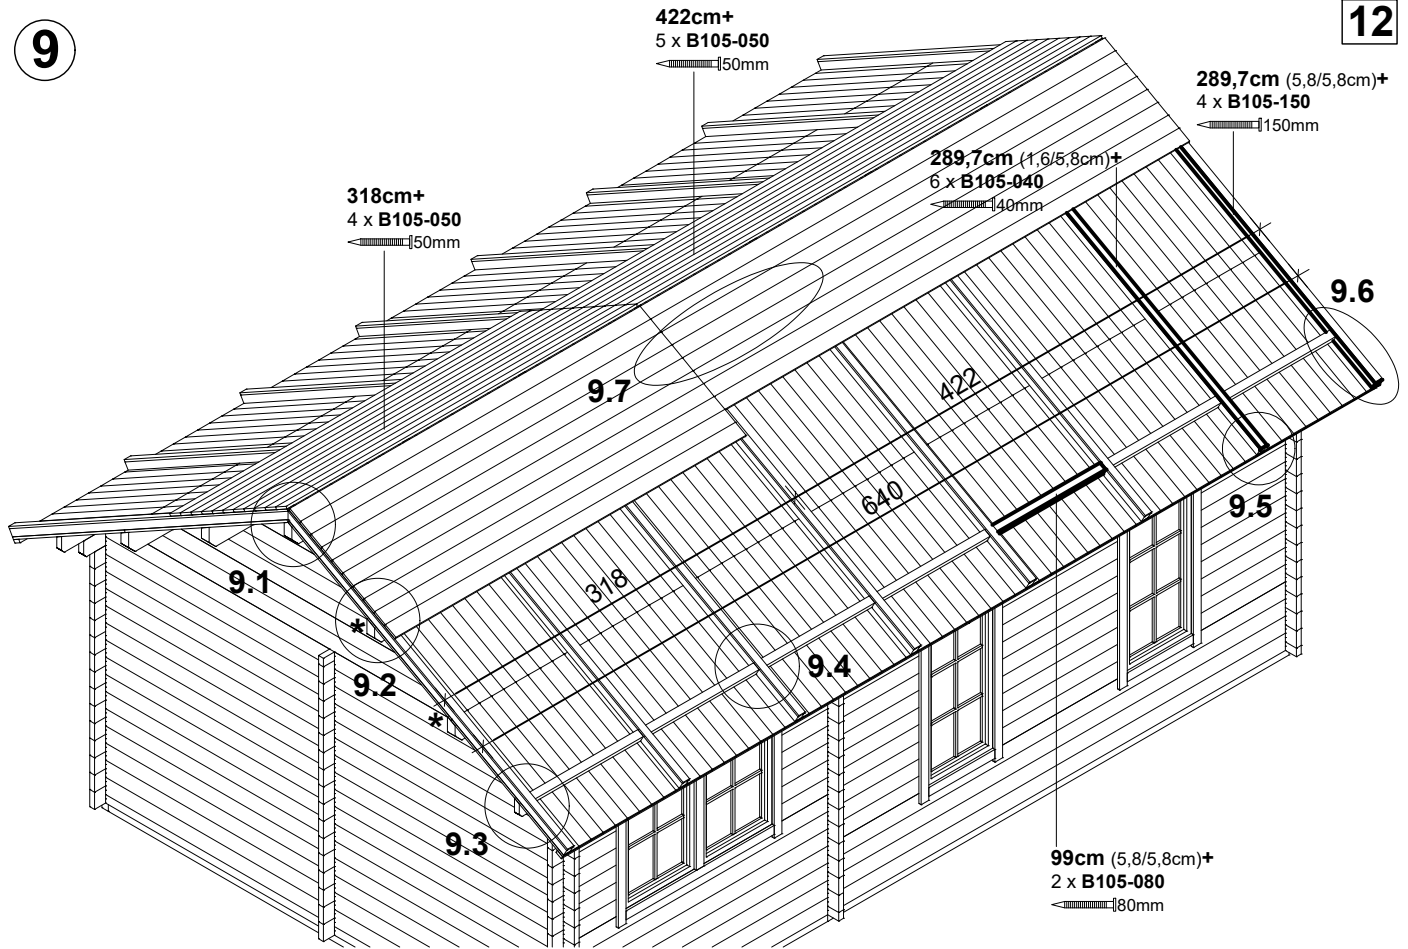 9
12
422cm+
5 x B105-050
50mm
289,7cm (5,8/5,8cm)+
4 x B105-150
150mm
289,7cm (1,6/5,8cm)+
6 x B105-040
40mm
318cm+
4 x B105-050
50mm
9.6
9.7
422
640
9.5
318
9.1
*
9.2
9.4
*
9.3
99cm (5,8/5,8cm)+
2 x B105-080
80mm